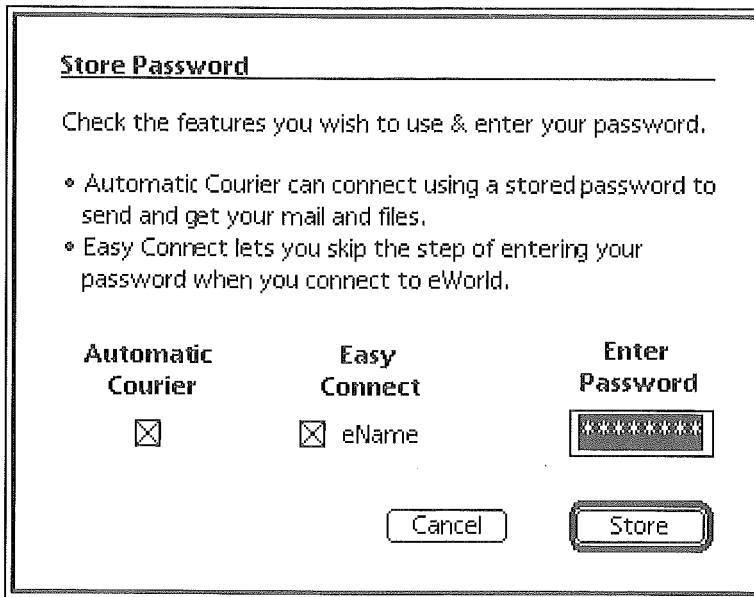 Store Password
Check the features you wish to use & enter your password.
• Automatic Courier can connect using a stored password to
send and get your mail and files.
• Easy Connect lets you skip the step of entering your
password when you connect to eWorld.
Automatic
Courier
Easy
Connect
Enter
Password
eName
**********
Cancel
Store